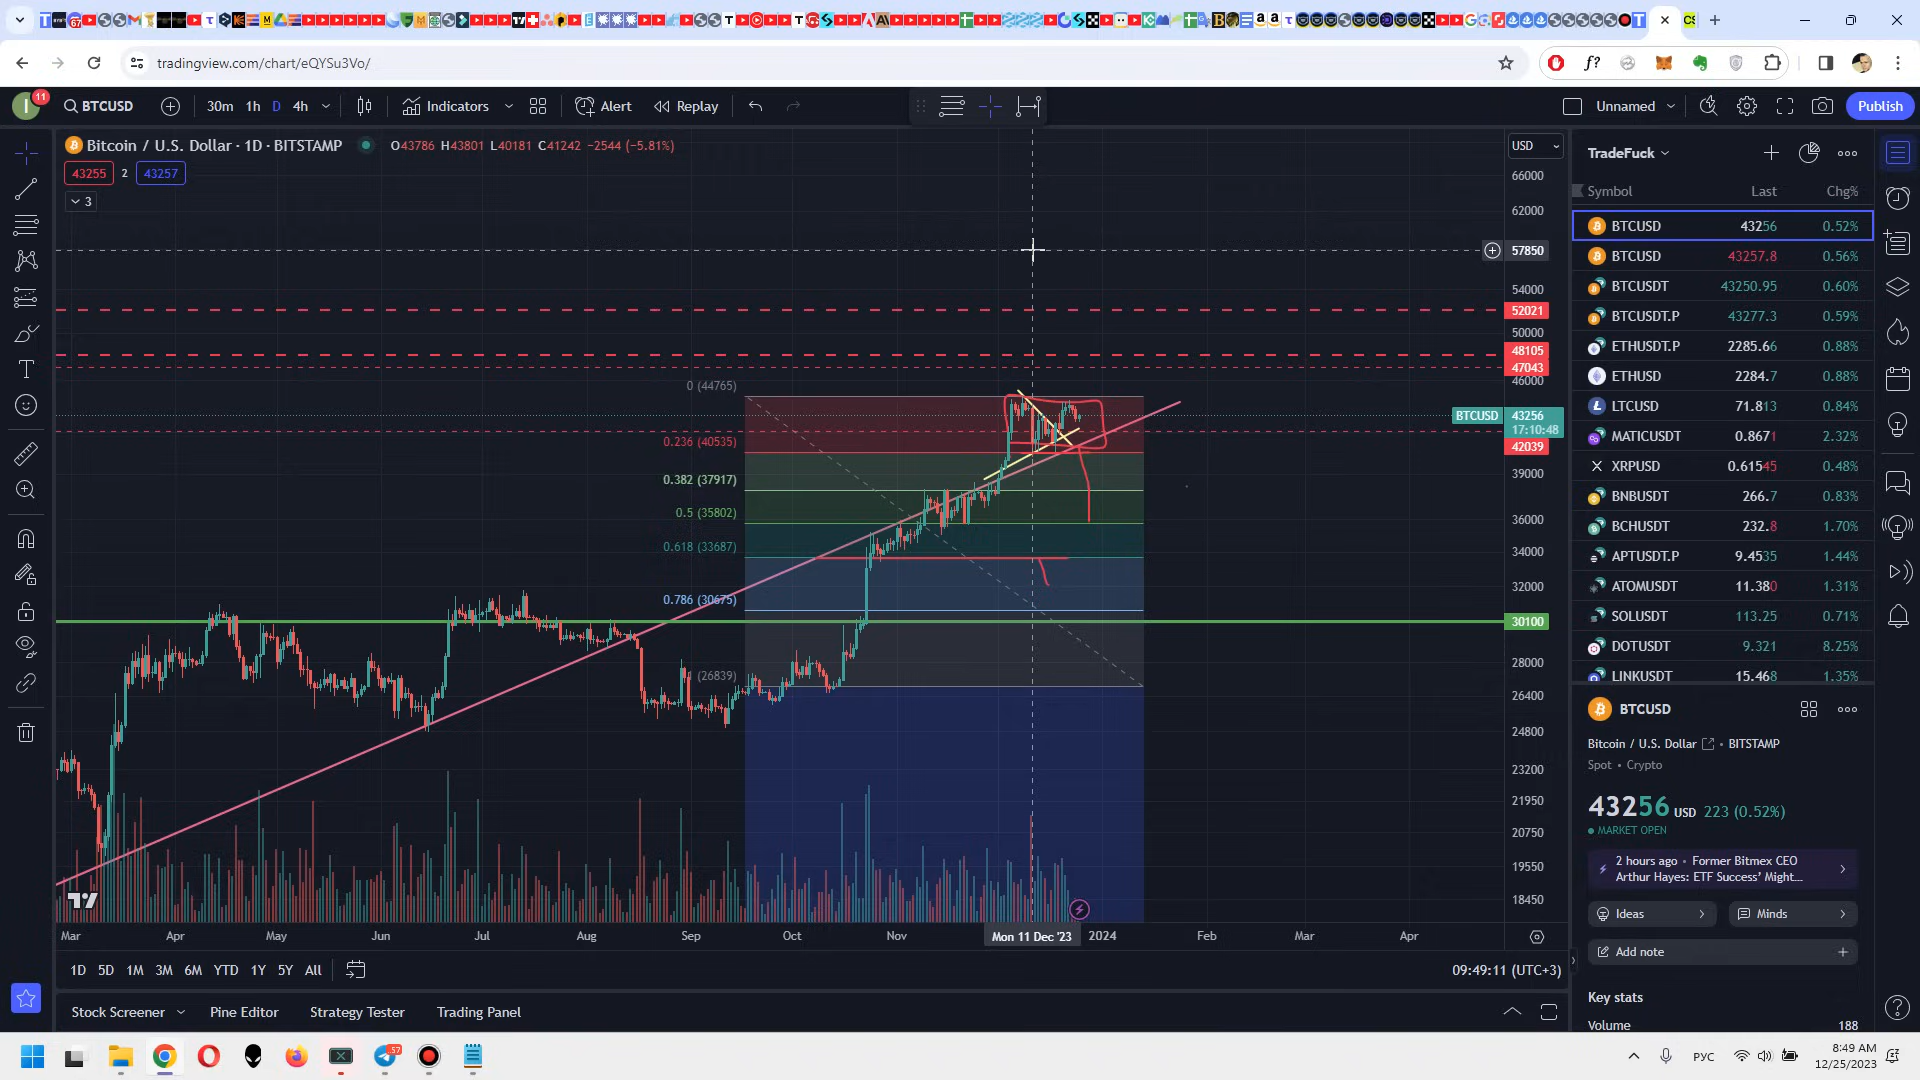 tradingview.com/chart/eQYSu3Vo/
11
BTCUSD
30m 1h D 4h
Indicators
Alert
Replay
Unnamed
Publish
Bitcoin / U.S. Dollar · 1D · BITSTAMP
O43786 H43801 L40181 C41242 −2544 (−5.81%)
43255 2 43257
3
USD
66000
62000
57850
54000
52021
50000
48105
47043
46000
BTCUSD 43256
17:10:48
42039
39000
36000
34000
32000
30100
28000
26400
24800
23200
21950
20750
19550
18450
0 (44765)
0.236 (40535)
0.382 (37917)
0.5 (35802)
0.618 (33687)
0.786 (30675)
1 (26839)
Mar Apr May Jun Jul Aug Sep Oct Nov Mon 11 Dec '23 2024 Feb Mar Apr
1D 5D 1M 3M 6M YTD 1Y 5Y All
09:49:11 (UTC+3)
Stock Screener Pine Editor Strategy Tester Trading Panel
TradeFuck
Symbol Last Chg%
BTCUSD 43256 0.52%
BTCUSD 43257.8 0.56%
BTCUSDT 43250.95 0.60%
BTCUSDT.P 43277.3 0.59%
ETHUSDT.P 2285.66 0.88%
ETHUSD 2284.7 0.88%
LTCUSD 71.813 0.84%
MATICUSDT 0.8671 2.32%
XRPUSD 0.61545 0.48%
BNBUSDT 266.7 0.83%
BCHUSDT 232.8 1.70%
APTUSDT.P 9.4535 1.44%
ATOMUSDT 11.380 1.31%
SOLUSDT 113.25 0.71%
DOTUSDT 9.321 8.25%
LINKUSDT 15.468 1.35%
BTCUSD
Bitcoin / U.S. Dollar • BITSTAMP
Spot • Crypto
43256 USD 223 (0.52%)
MARKET OPEN
2 hours ago • Former Bitmex CEO
Arthur Hayes: ETF Success' Might...
Ideas
Minds
Add note
Key stats
Volume 188
57
РУС
8:49 AM
12/25/2023